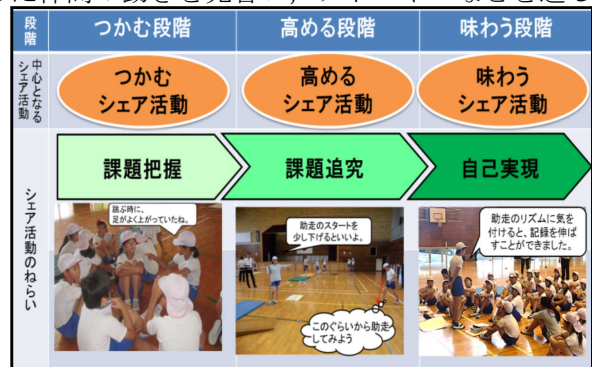 段階
つかむ段階
高める段階
味わう段階
中心となる
シェア活動
つかむ
シェア活動
高める
シェア活動
味わう
シェア活動
シェア活動のねらい
課題把握
課題追究
自己実現
跳ぶ時に、
足がよく上がっていたね。
助走のスタートを
少し下げるといいよ。
このぐらいから助走
してみよう
助走のリズムに気を
付けると、記録を伸ば
すことができました。